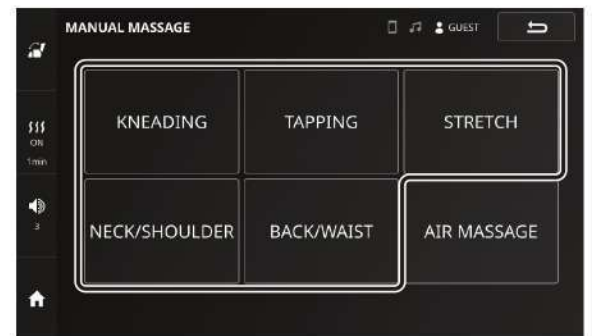 MANUAL MASSAGE
GUEST
KNEADING
TAPPING
STRETCH
ON
1min
3
NECK/SHOULDER
BACK/WAIST
AIR MASSAGE